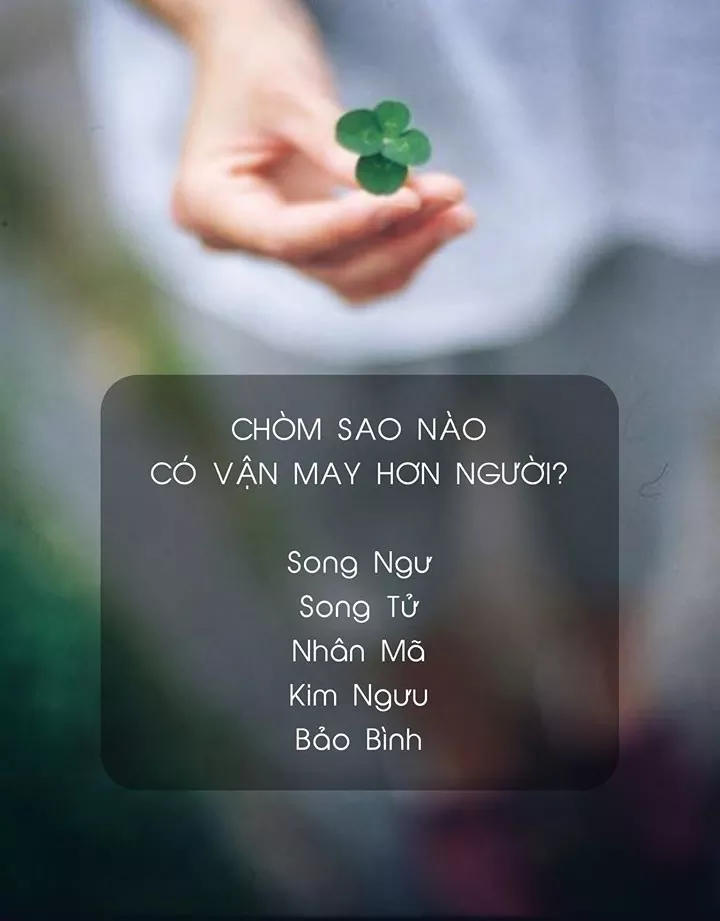 CHÒM SAO NÀO
CÓ VẬN MAY HƠN NGƯỜI?
Song Ngư
Song Tử
Nhân Mã
Kim Ngưu
Bảo Bình